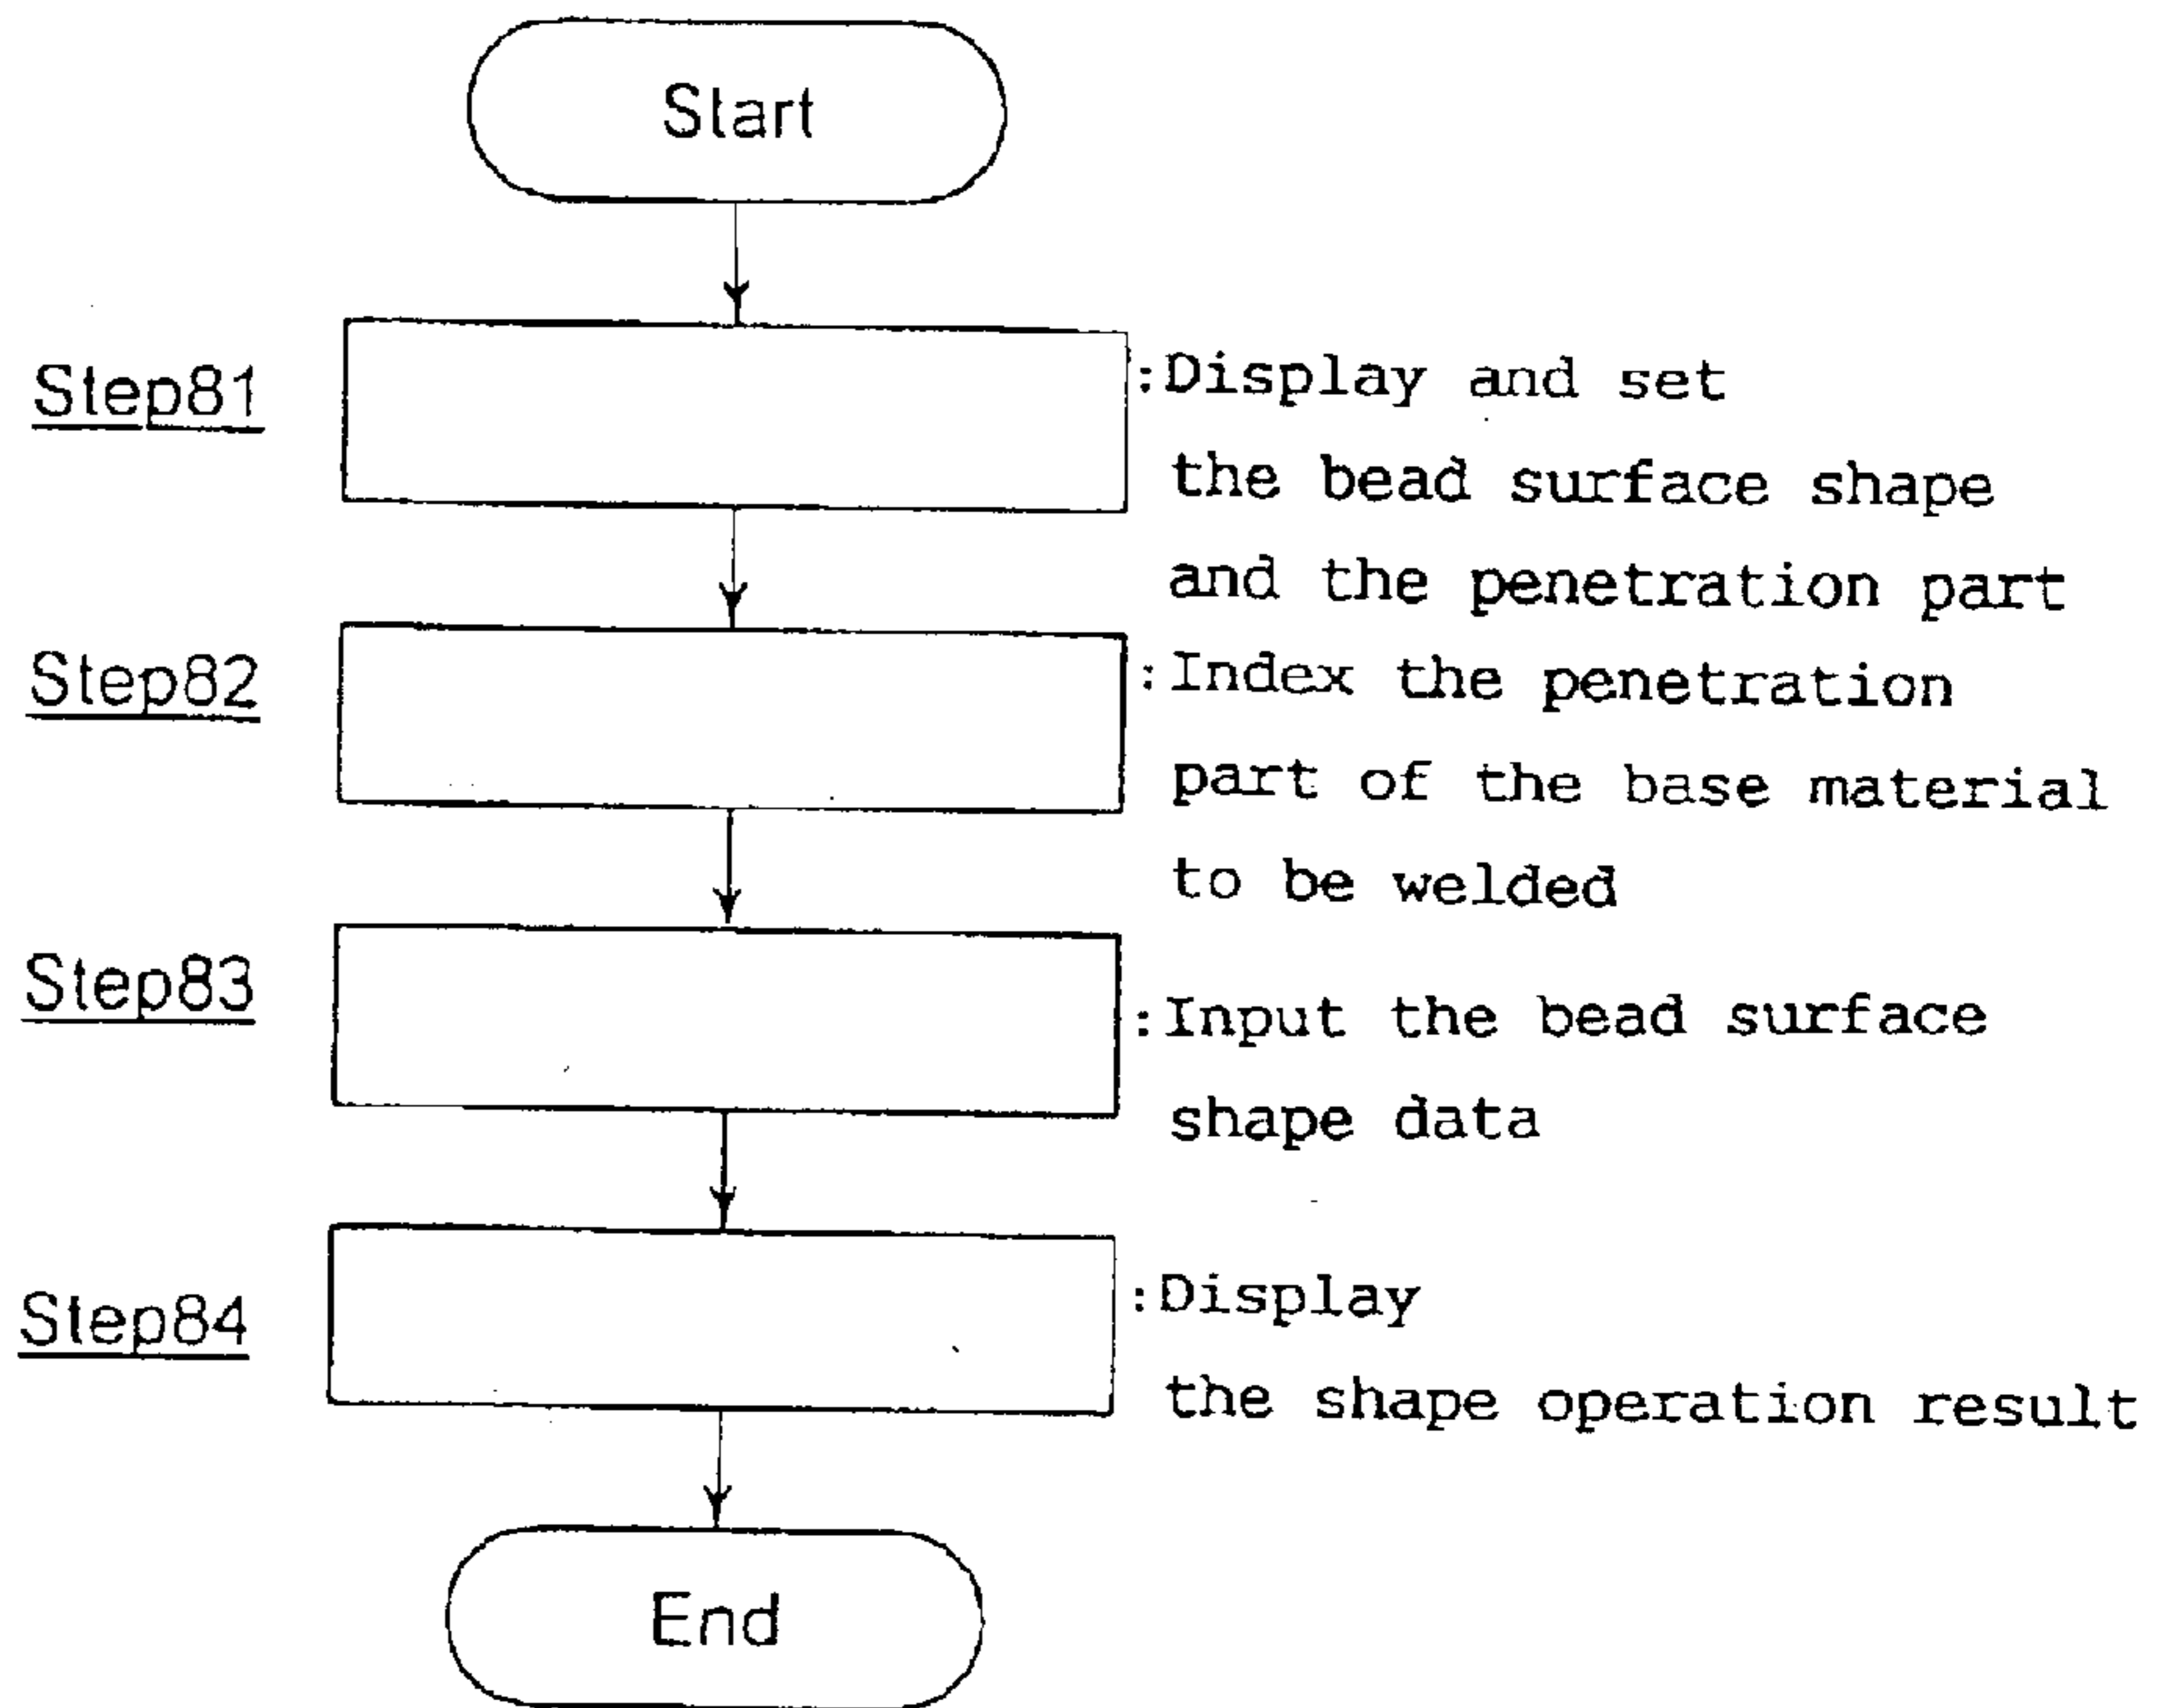 Start
Step81
:Display and set
the bead surface shape
and the penetration part
Step82
:Index the penetration
part of the base material
to be welded
Step83
:Input the bead surface
shape data
Step84
:Display
the shape operation result
End